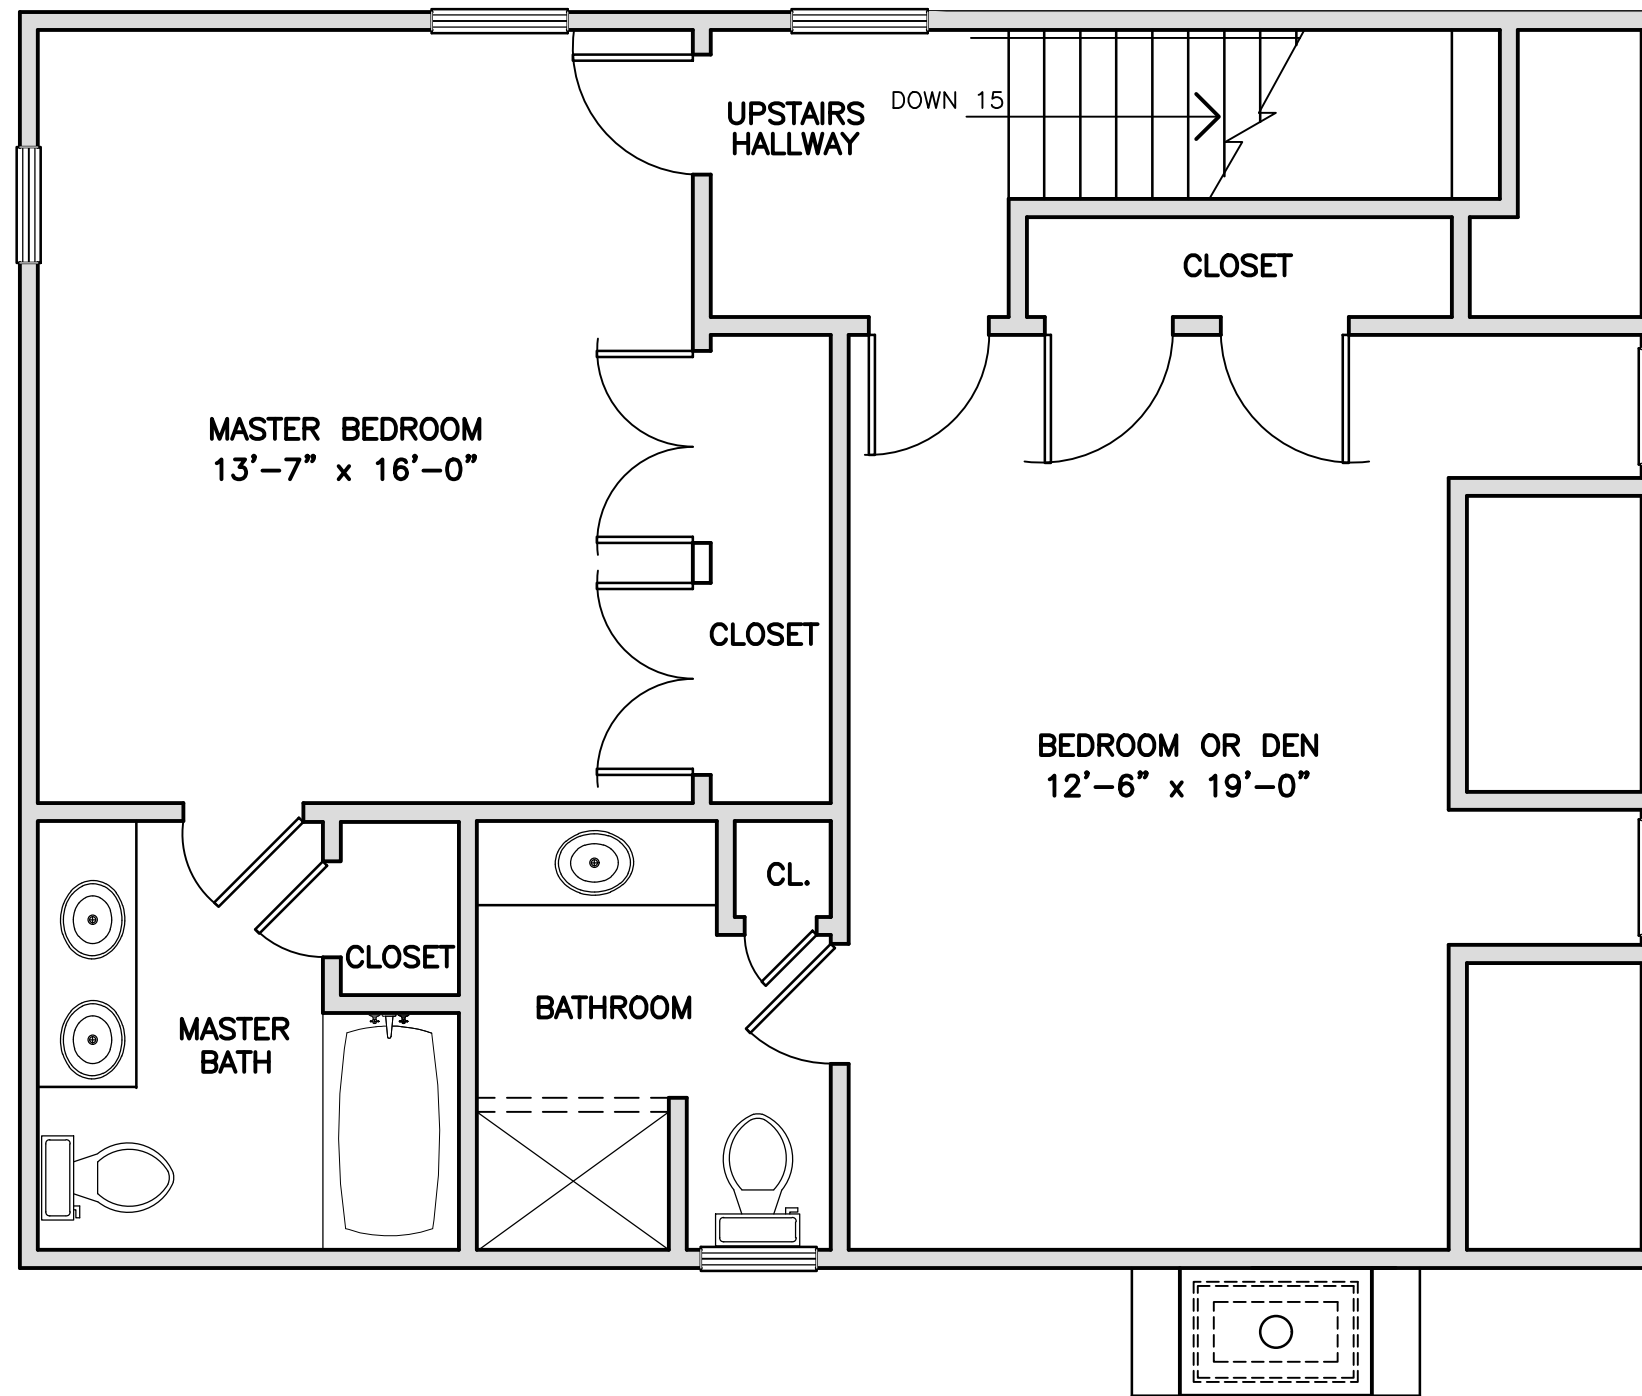 UPSTAIRS
HALLWAY
DOWN 15
CLOSET
MASTER BEDROOM
13'-7" x 16'-0"
CLOSET
BEDROOM OR DEN
12'-6" x 19'-0"
CL.
CLOSET
BATHROOM
MASTER
BATH